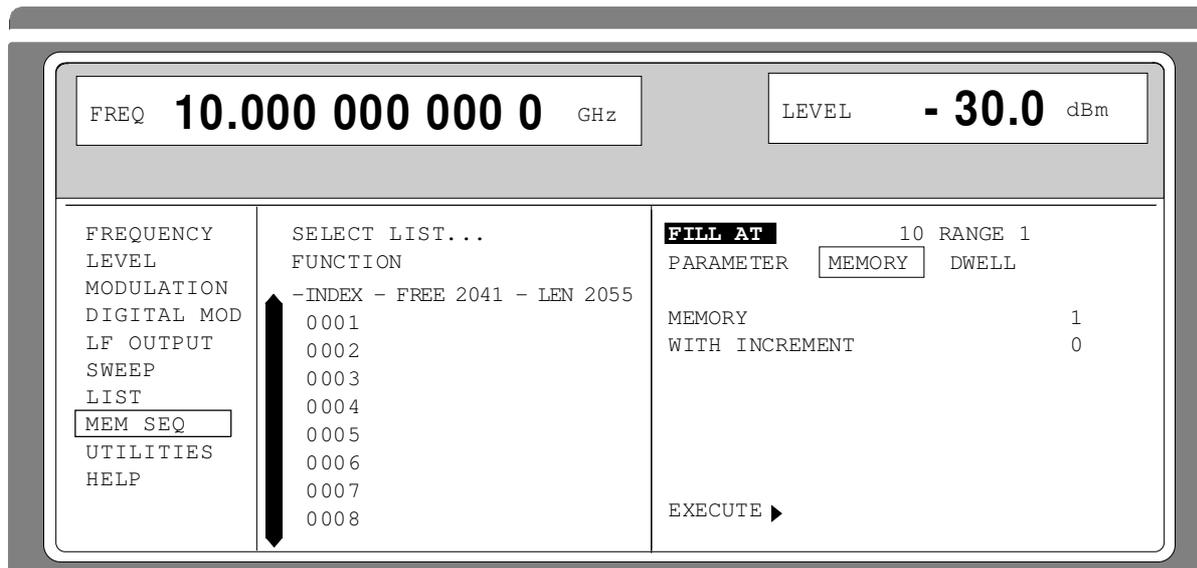 FREQ 10.000 000 000 0 GHz LEVEL - 30.0 dBm
FREQUENCY
LEVEL
MODULATION
DIGITAL MOD
LF OUTPUT
SWEEP
LIST
MEM SEQ
UTILITIES
HELP
SELECT LIST...
FUNCTION
-INDEX - FREE 2041 - LEN 2055
0001
0002
0003
0004
0005
0006
0007
0008
FILL AT 10 RANGE 1
PARAMETER MEMORY DWELL
MEMORY 1
WITH INCREMENT 0
EXECUTE